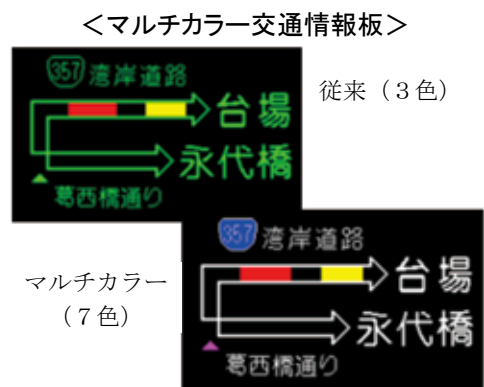 ＜マルチカラー交通情報板＞
357 湾岸道路
従来（３色）
台場
永代橋
葛西橋通り
357 湾岸道路
マルチカラー
（７色）
台場
永代橋
葛西橋通り